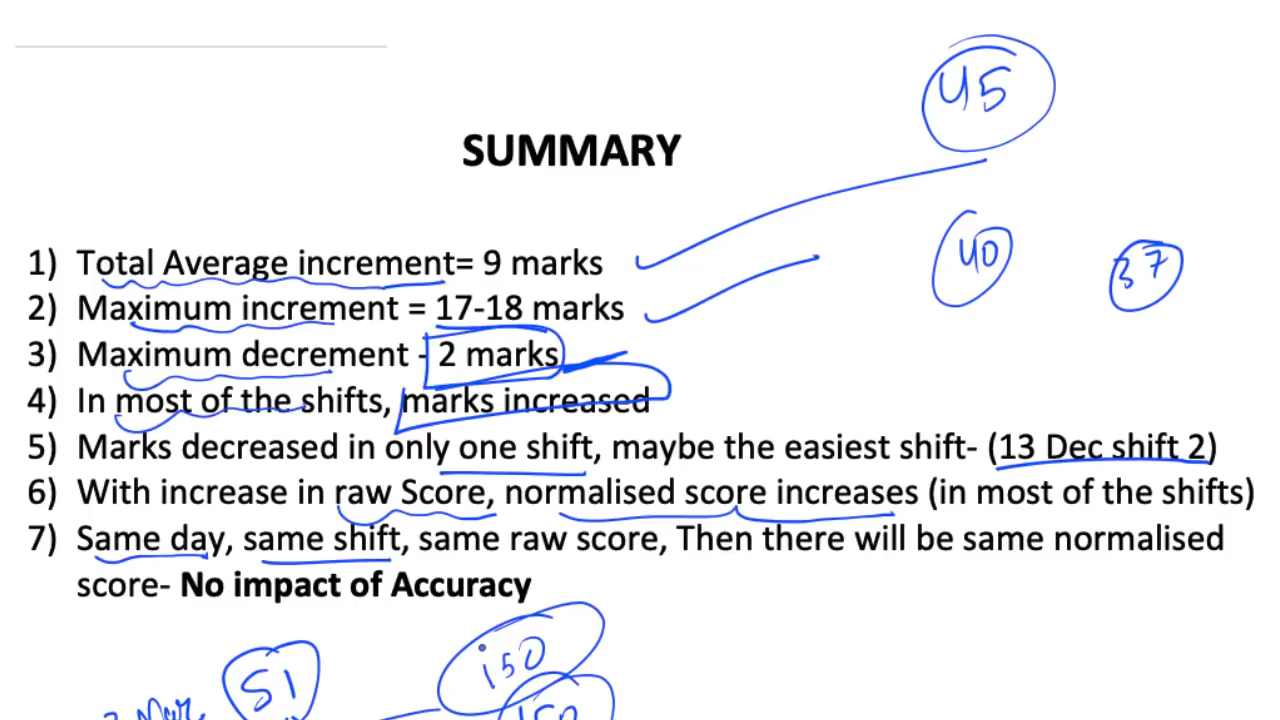 45
SUMMARY
40
37
1) Total Average increment= 9 marks
2) Maximum increment = 17-18 marks
3) Maximum decrement - 2 marks
4) In most of the shifts, marks increased
5) Marks decreased in only one shift, maybe the easiest shift- (13 Dec shift 2)
6) With increase in raw Score, normalised score increases (in most of the shifts)
7) Same day, same shift, same raw score, Then there will be same normalised
score- No impact of Accuracy
150
51
150